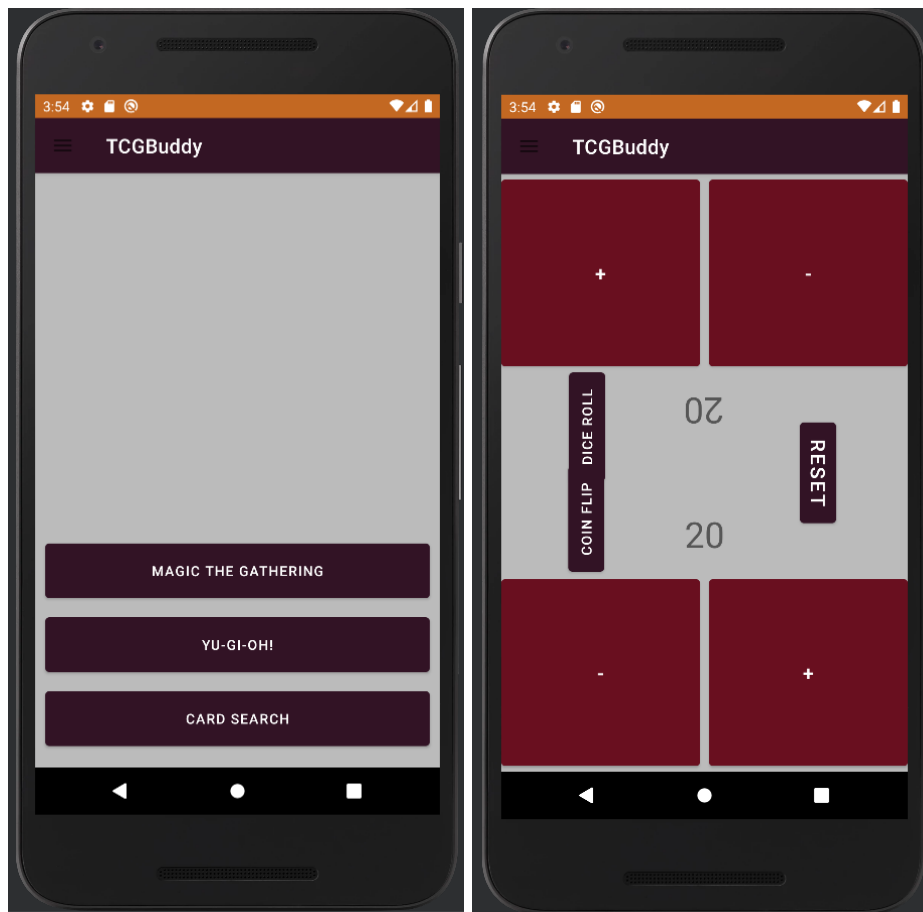 3:54
TCGBuddy
MAGIC THE GATHERING
YU-GI-OH!
CARD SEARCH
3:54
TCGBuddy
+ -
DICE ROLL
20
RESET
COIN FLIP
20
- +